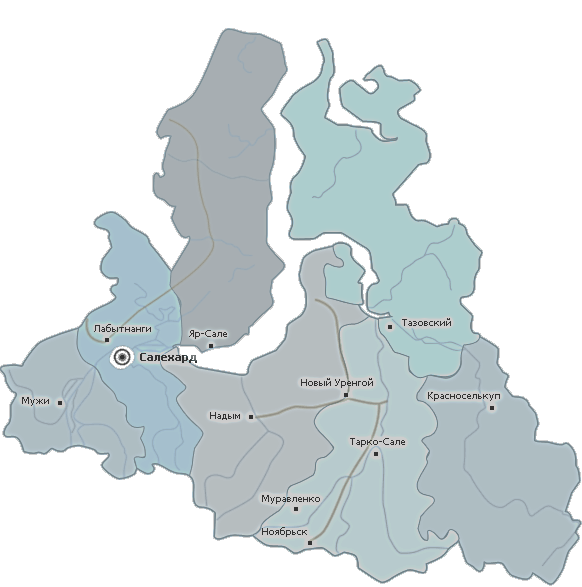 Тазовский
Лабытнанги
Яр-Сале
Салехард
Новый Уренгой
Красноселькуп
Мужи
Надым
Тарко-Сале
Муравленко
Ноябрьск